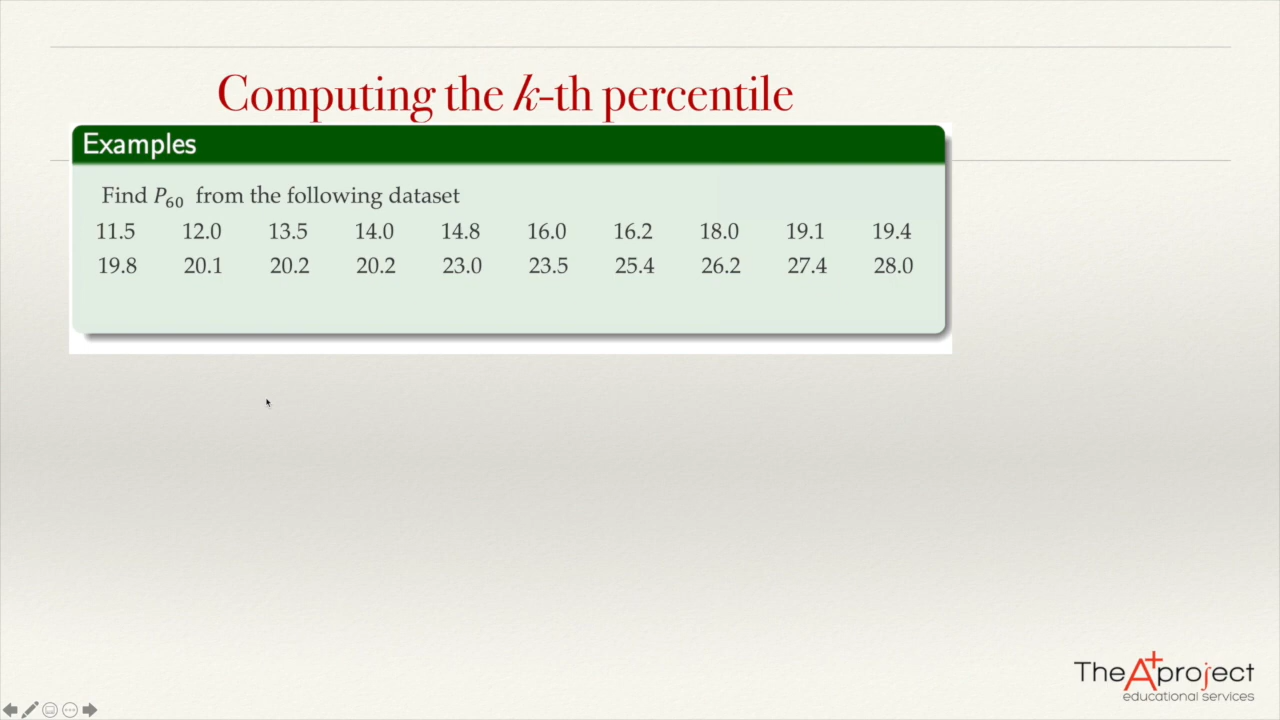 Computing the k-th percentile
Examples
Find P₆₀ from the following dataset
11.5 12.0 13.5 14.0 14.8 16.0 16.2 18.0 19.1 19.4
19.8 20.1 20.2 20.2 23.0 23.5 25.4 26.2 27.4 28.0
The A+ project
educational services